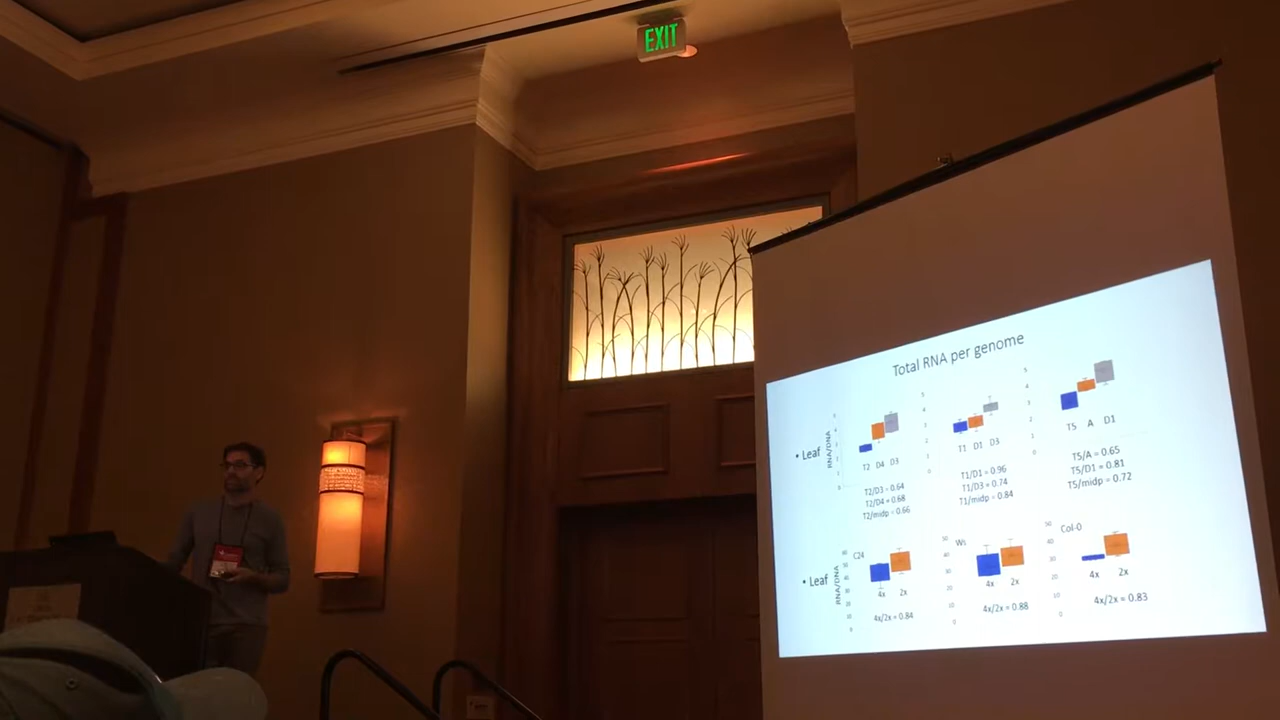 EXIT
Total RNA per genome
• Leaf
RNA/DNA
T2 D4 D3
T2/D3 = 0.64
T2/D4 = 0.68
T2/midp = 0.66
T1 D1 D3
T1/D1 = 0.96
T1/D3 = 0.74
T1/midp = 0.84
T5 A D1
T5/A = 0.65
T5/D1 = 0.81
T5/midp = 0.72
• Leaf
RNA/DNA
C24
4x 2x
4x/2x = 0.84
Ws
4x 2x
4x/2x = 0.88
Col-0
4x 2x
4x/2x = 0.83